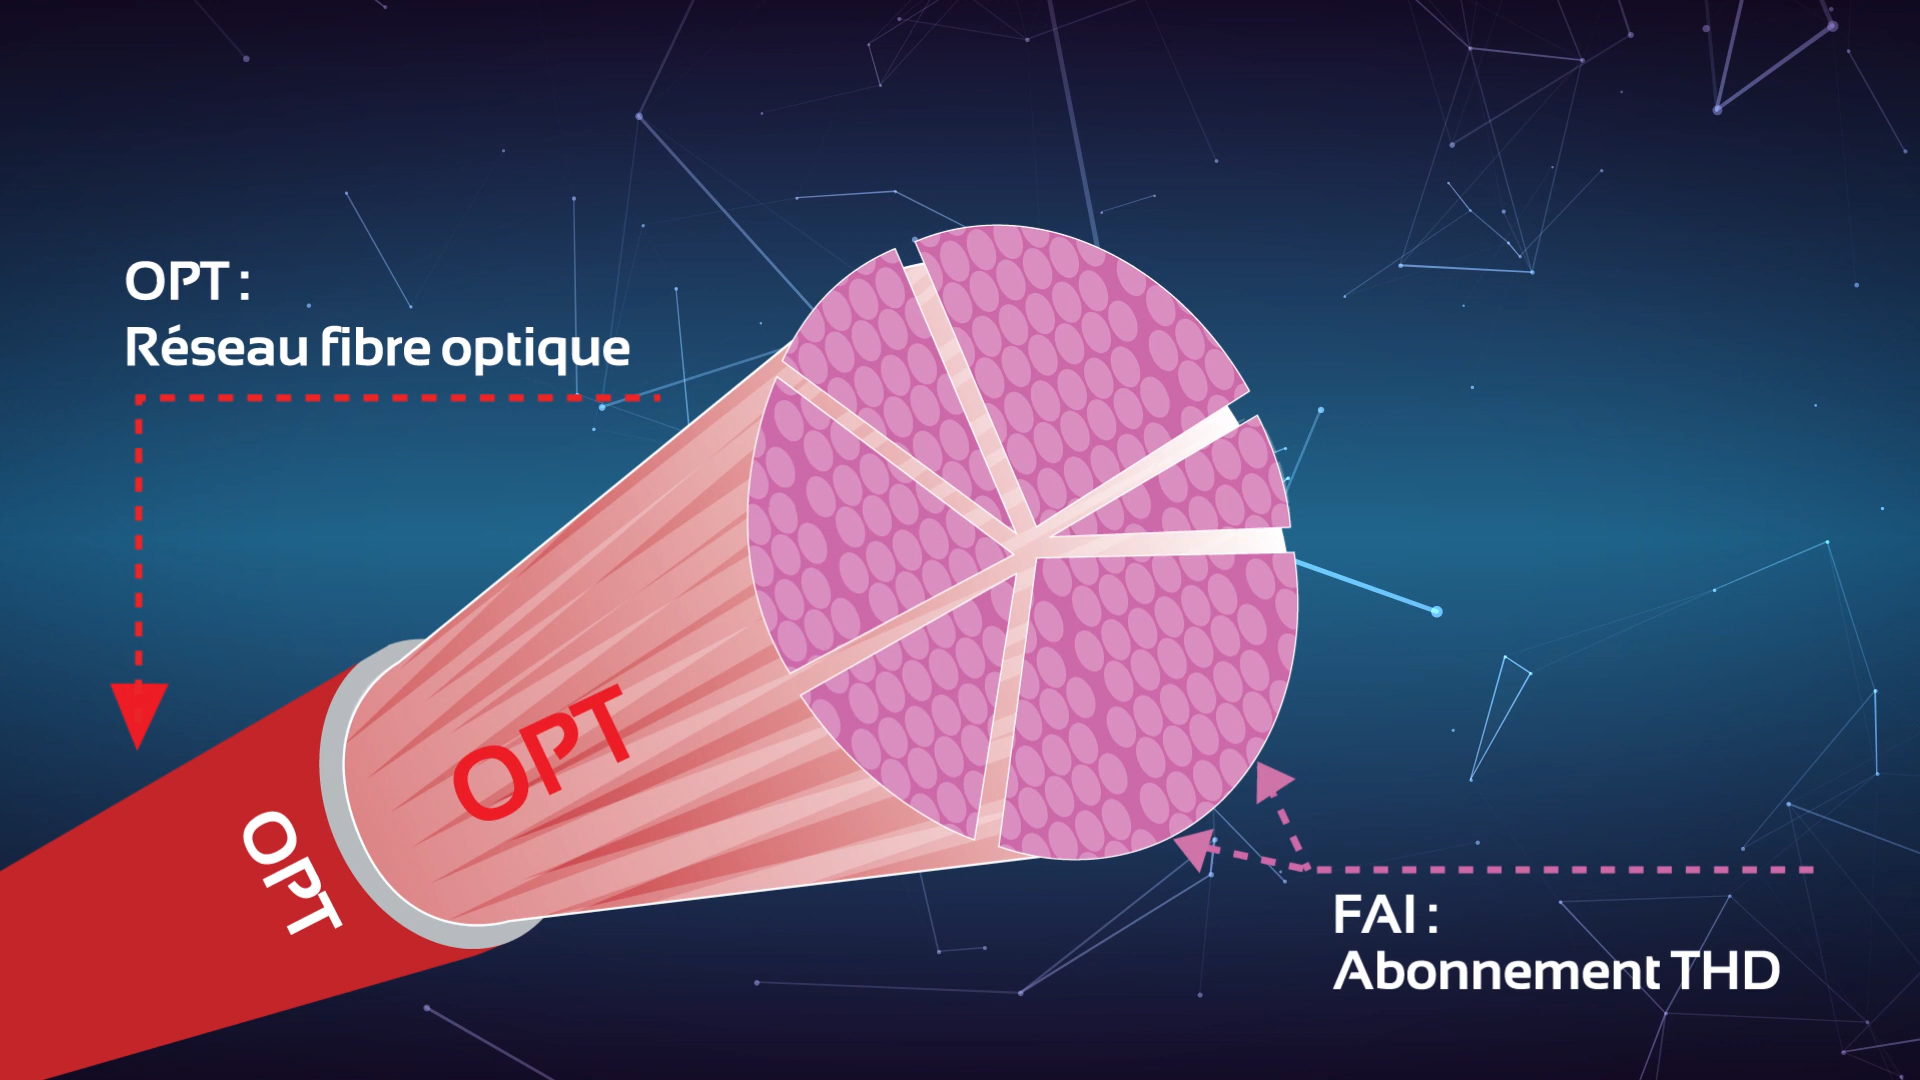 OPT :
Réseau fibre optique
OPT
OPT
FAI :
Abonnement THD